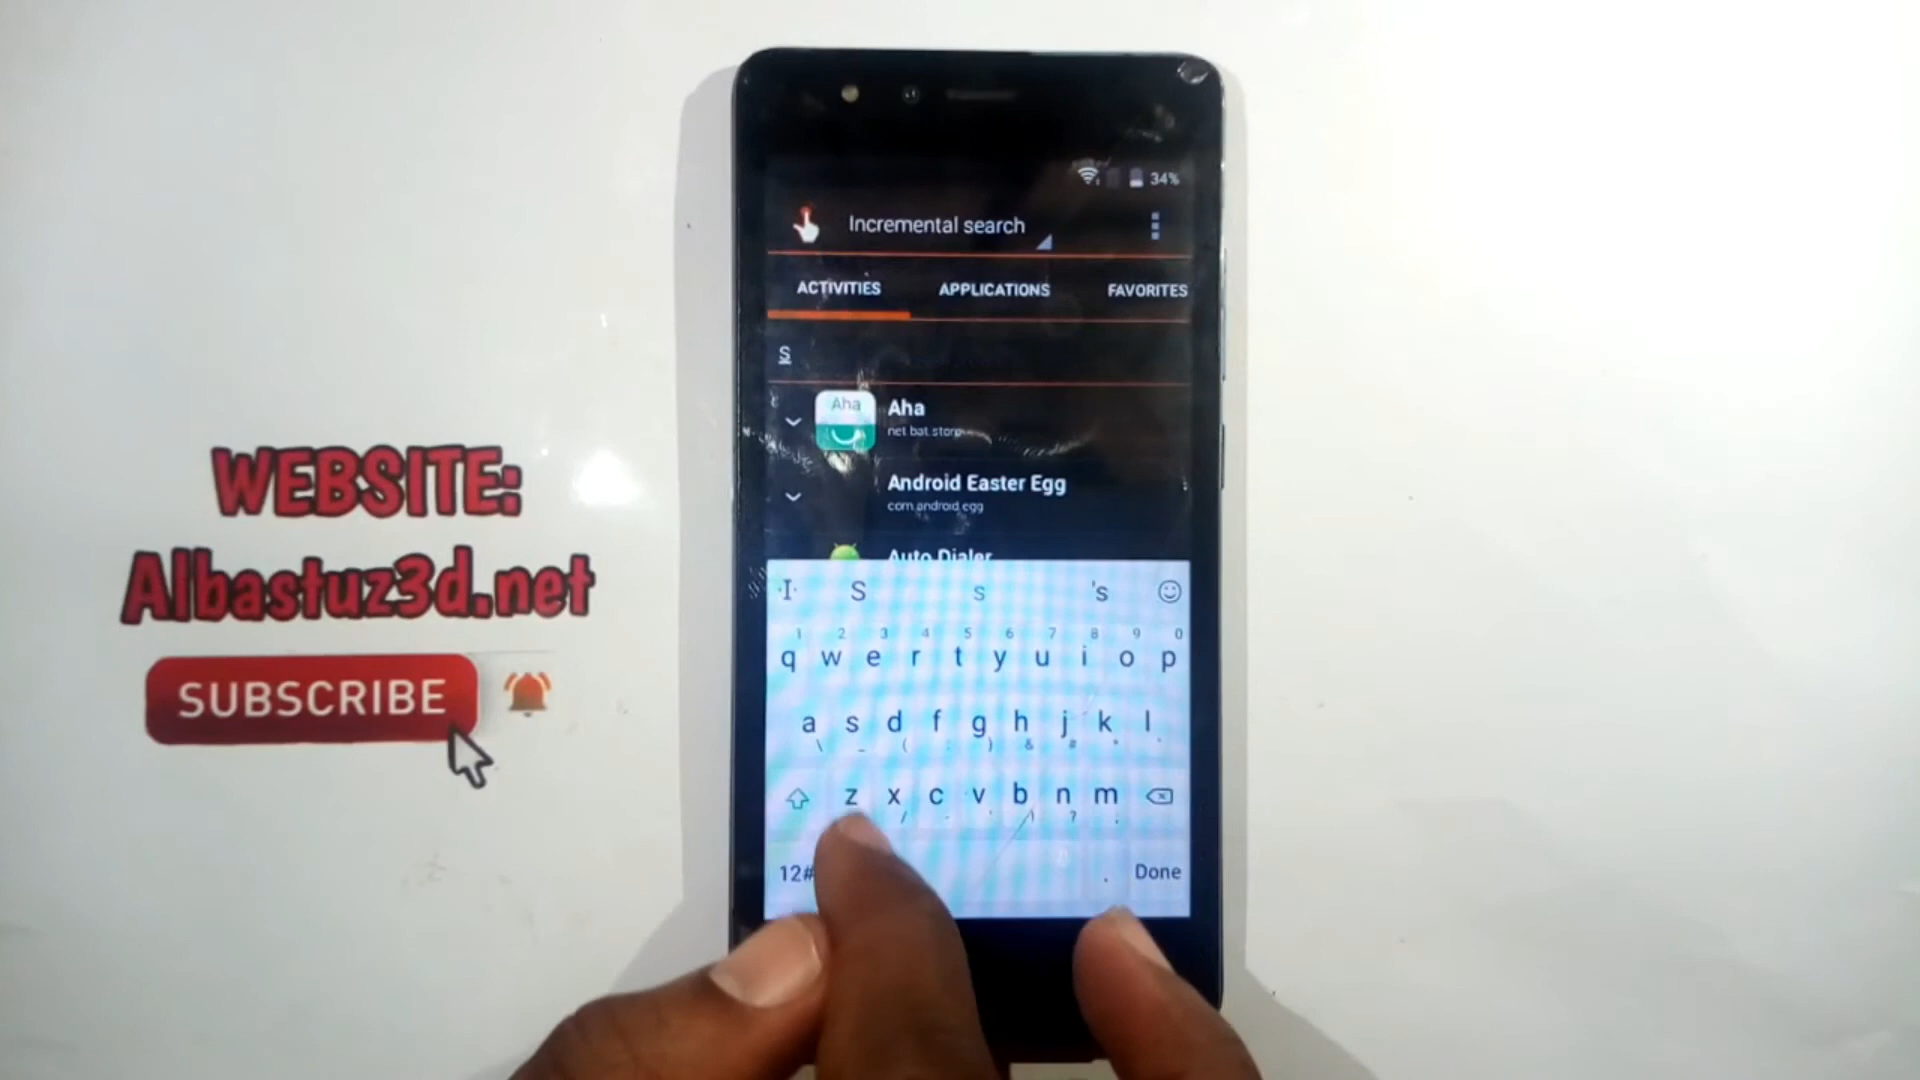 WEBSITE:
Albastuz3d.net
SUBSCRIBE
34%
Incremental search
ACTIVITIES APPLICATIONS FAVORITES
S
Aha
Aha
net.bat.store
Android Easter Egg
com.android.egg
Auto Dialer
S s 's
1 2 3 4 5 6 7 8 9 0
q w e r t y u i o p
a s d f g h j k l
z x c v b n m
12# . Done